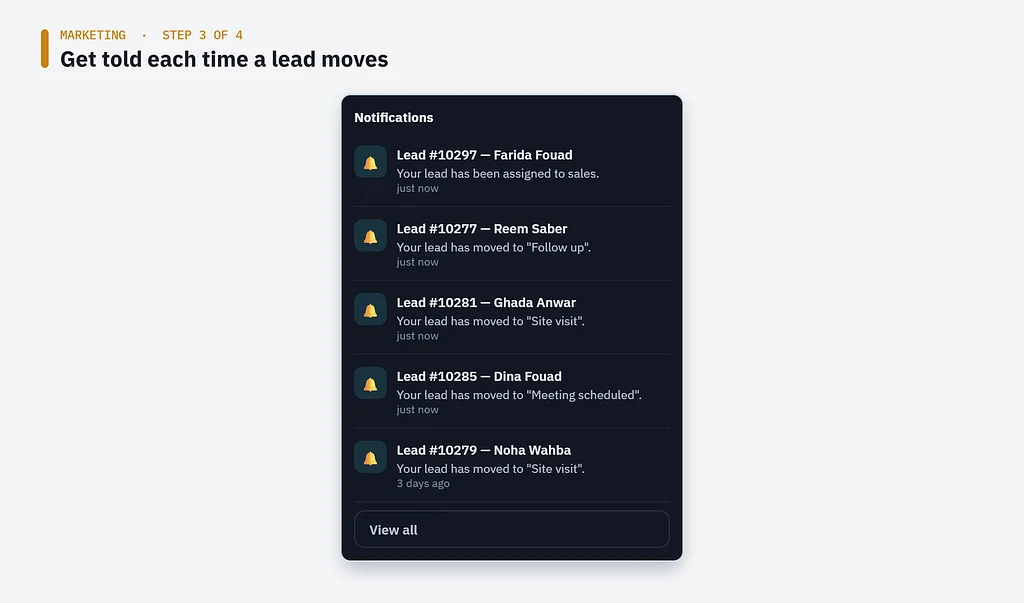 MARKETING · STEP 3 OF 4
Get told each time a lead moves
Notifications
Lead #10297 — Farida Fouad
Your lead has been assigned to sales.
just now
Lead #10277 — Reem Saber
Your lead has moved to "Follow up".
just now
Lead #10281 — Ghada Anwar
Your lead has moved to "Site visit".
just now
Lead #10285 — Dina Fouad
Your lead has moved to "Meeting scheduled".
just now
Lead #10279 — Noha Wahba
Your lead has moved to "Site visit".
3 days ago
View all